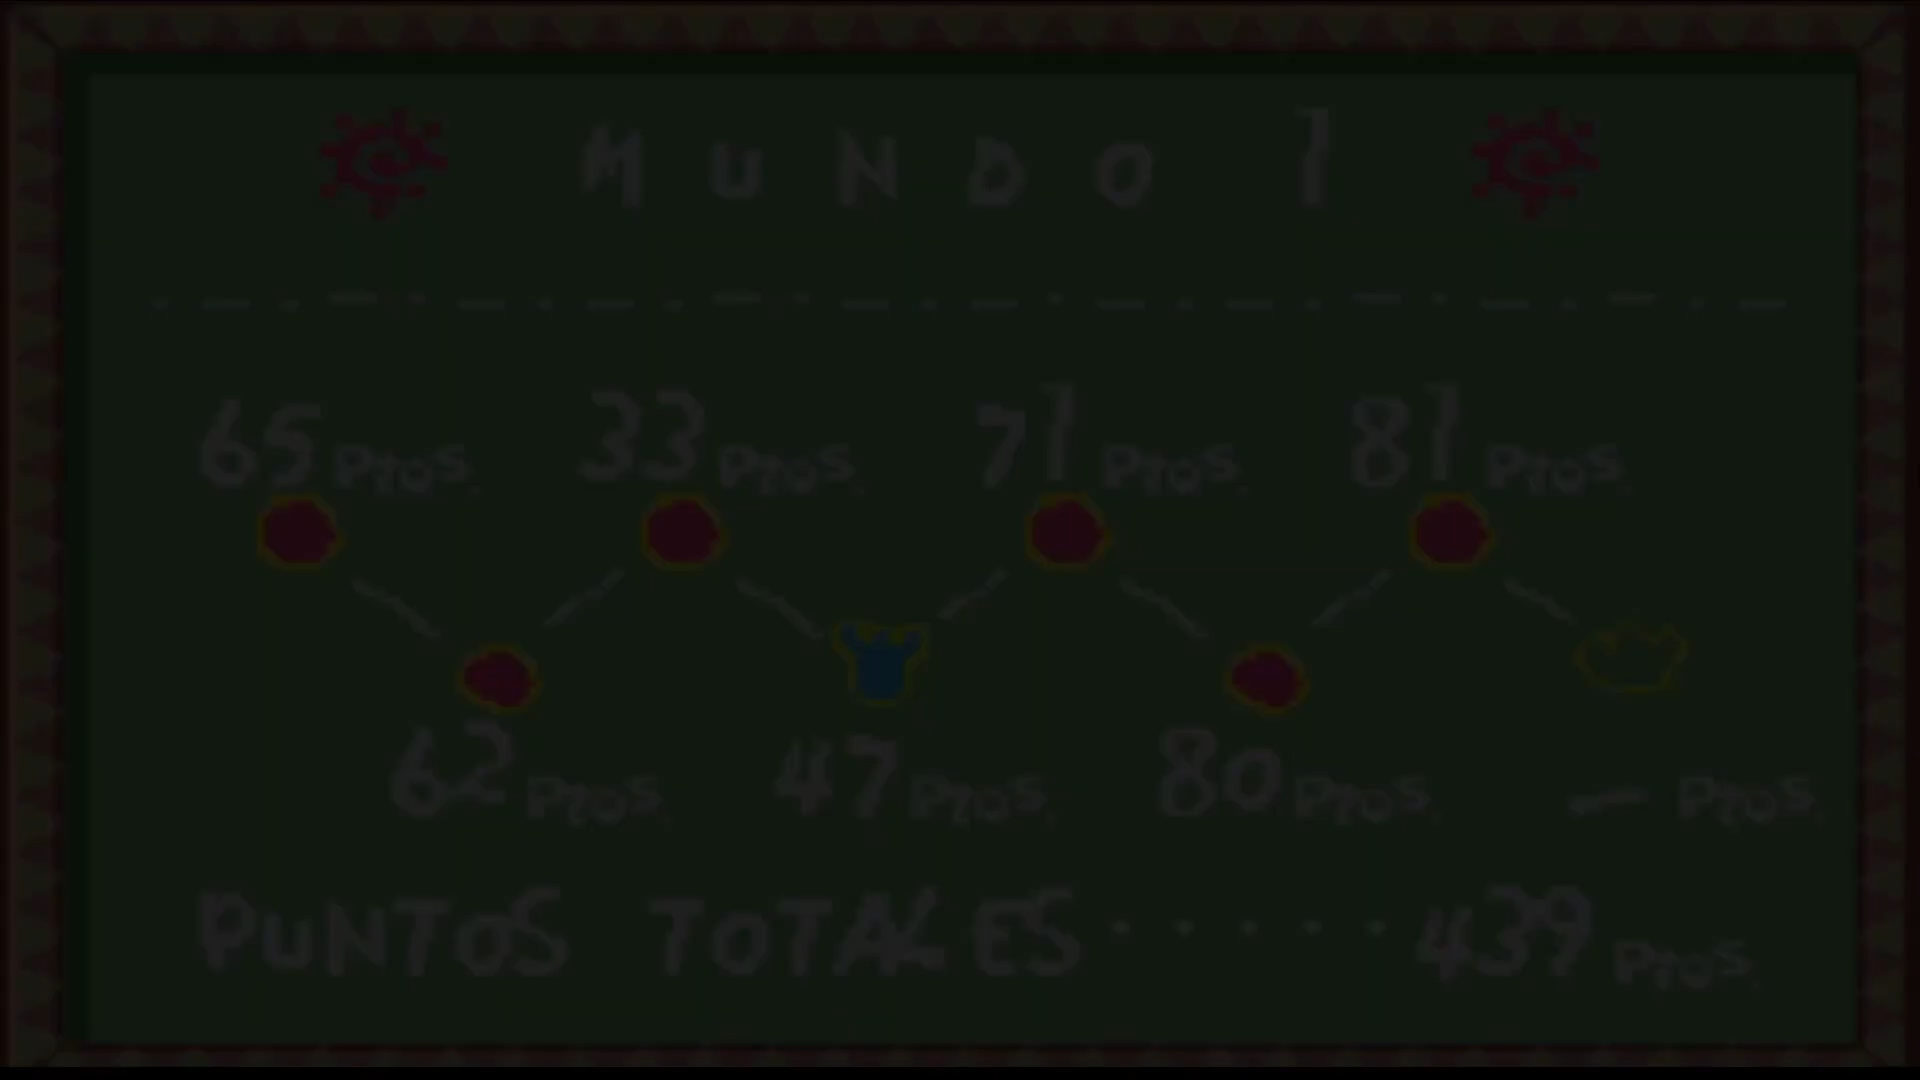 MUNDO 1
65 Ptos. 33 Ptos. 71 Ptos. 81 Ptos.
62 Ptos. 47 Ptos. 80 Ptos. — Ptos.
PUNTOS TOTALES ..... 439 Ptos.